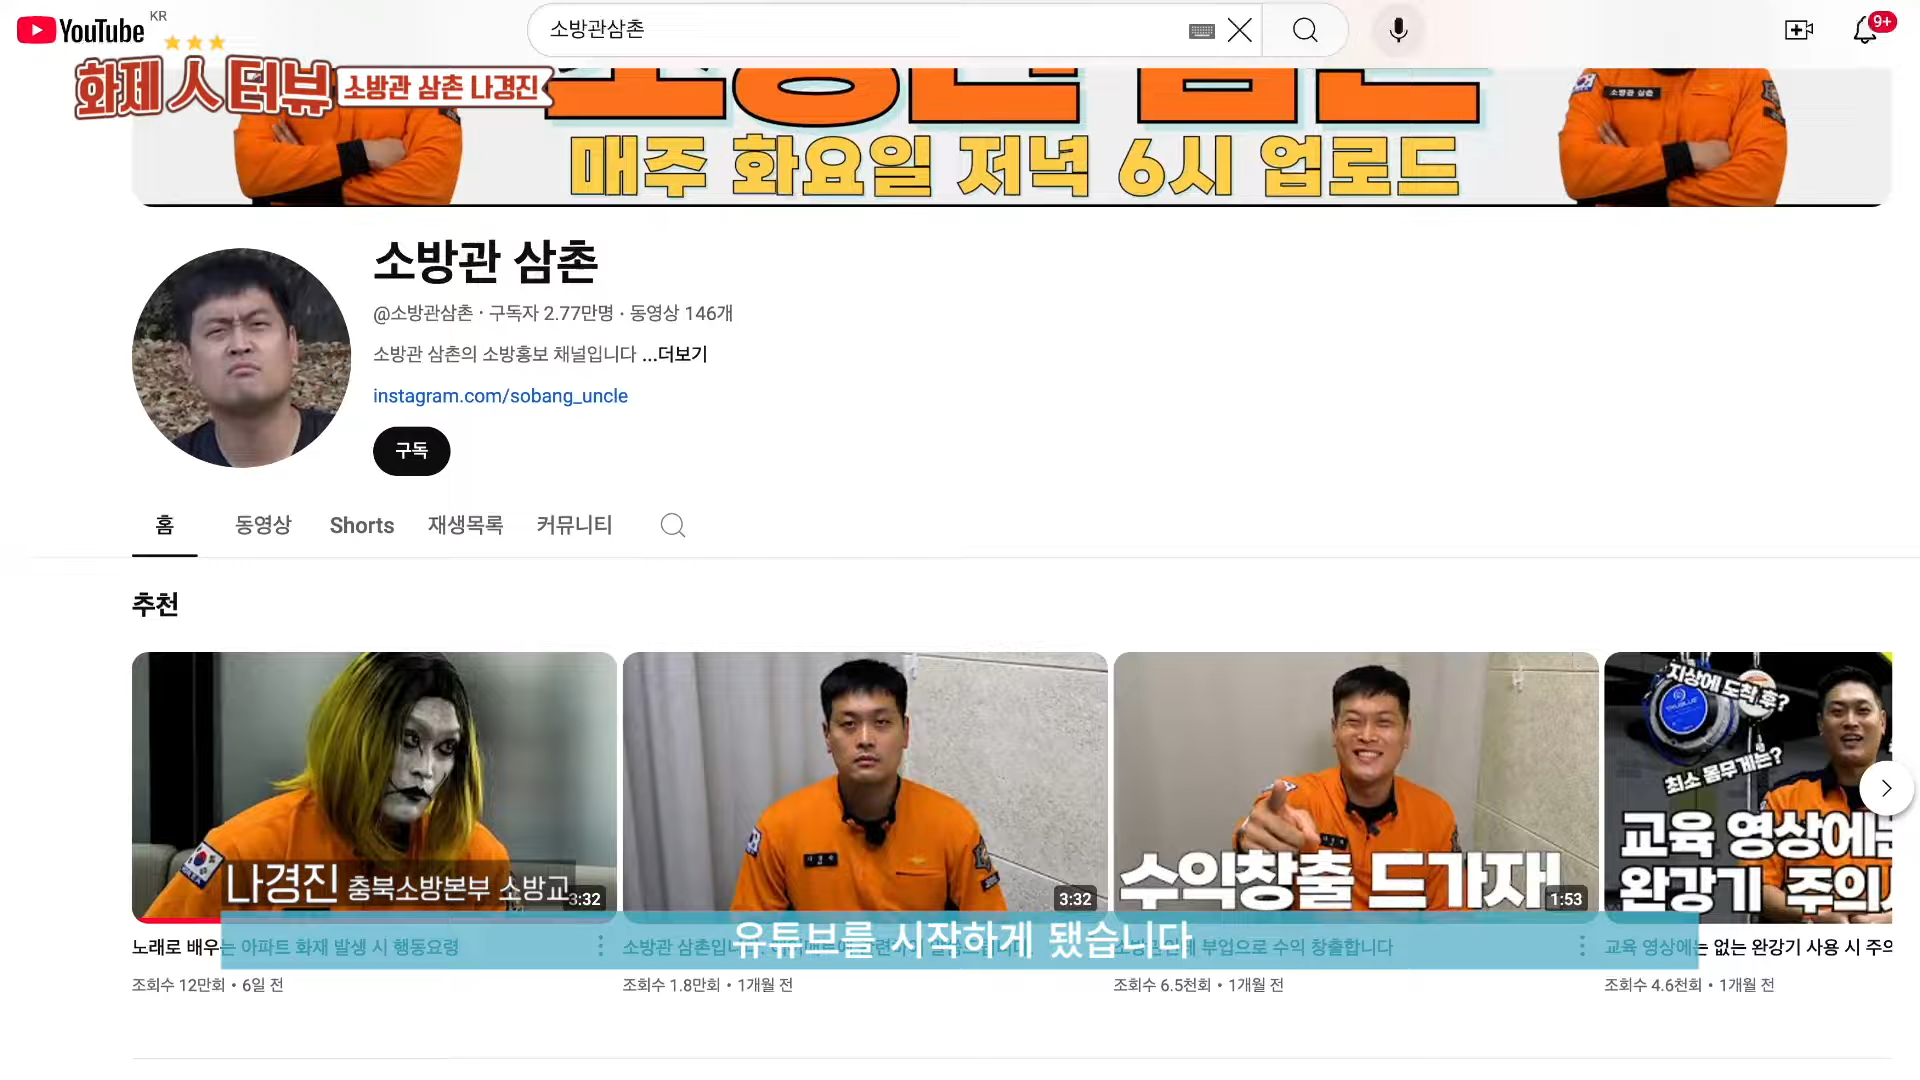 YouTube KR
소방관삼촌
9+
화제 人터뷰 소방관 삼촌 나경진
소방관 삼촌
매주 화요일 저녁 6시 업로드
소방관 삼촌
@소방관삼촌 · 구독자 2.77만명 · 동영상 146개
소방관 삼촌의 소방홍보 채널입니다 ...더보기
instagram.com/sobang_uncle
구독
홈 동영상 Shorts 재생목록 커뮤니티
추천
나경진 충북소방본부 소방교
3:32
3:32
수익창출 드가자!
1:53
지상에 도착 후?
최소 몸무게는?
교육 영상에는
완강기 주의
유튜브를 시작하게 됐습니다
노래로 배우는 아파트 화재 발생 시 행동요령
소방관 삼촌입니다.
부업으로 수익 창출합니다
교육 영상에는 없는 완강기 사용 시 주의
조회수 12만회 • 6일 전
조회수 1.8만회 • 1개월 전
조회수 6.5천회 • 1개월 전
조회수 4.6천회 • 1개월 전